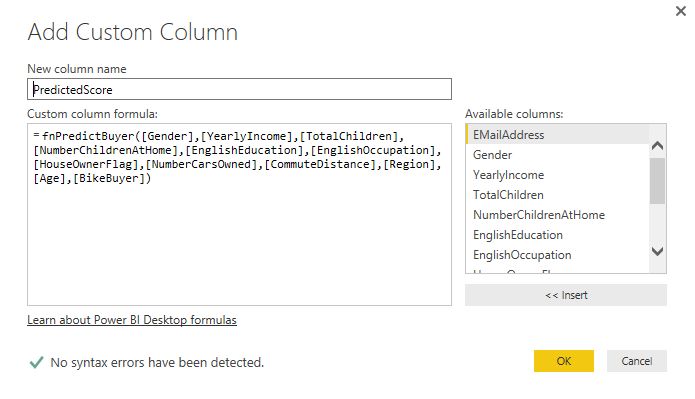 Add Custom Column
New column name
PredictedScore
Custom column formula:
= fnPredictBuyer([Gender],[YearlyIncome],[TotalChildren],
[NumberChildrenAtHome],[EnglishEducation],[EnglishOccupation],
[HouseOwnerFlag],[NumberCarsOwned],[CommuteDistance],[Region],
[Age],[BikeBuyer])
Available columns:
EMailAddress
Gender
YearlyIncome
TotalChildren
NumberChildrenAtHome
EnglishEducation
EnglishOccupation
<< Insert
Learn about Power BI Desktop formulas
No syntax errors have been detected.
OK
Cancel